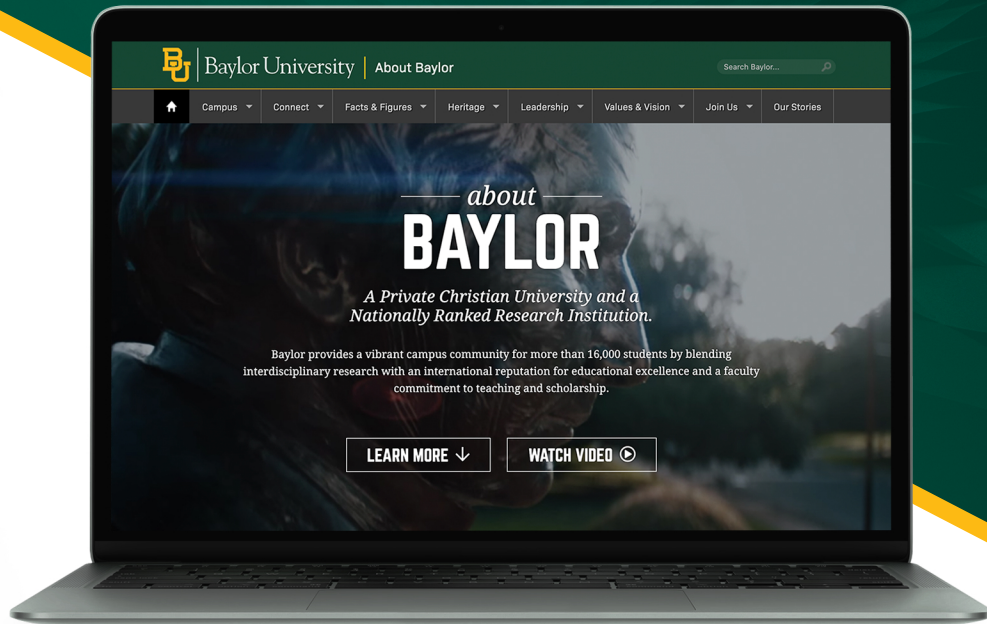 BU Baylor University | About Baylor
Search Baylor...
Campus Connect Facts & Figures Heritage Leadership Values & Vision Join Us Our Stories
about
BAYLOR
A Private Christian University and a
Nationally Ranked Research Institution.
Baylor provides a vibrant campus community for more than 16,000 students by blending
interdisciplinary research with an international reputation for educational excellence and a faculty
commitment to teaching and scholarship.
LEARN MORE
WATCH VIDEO